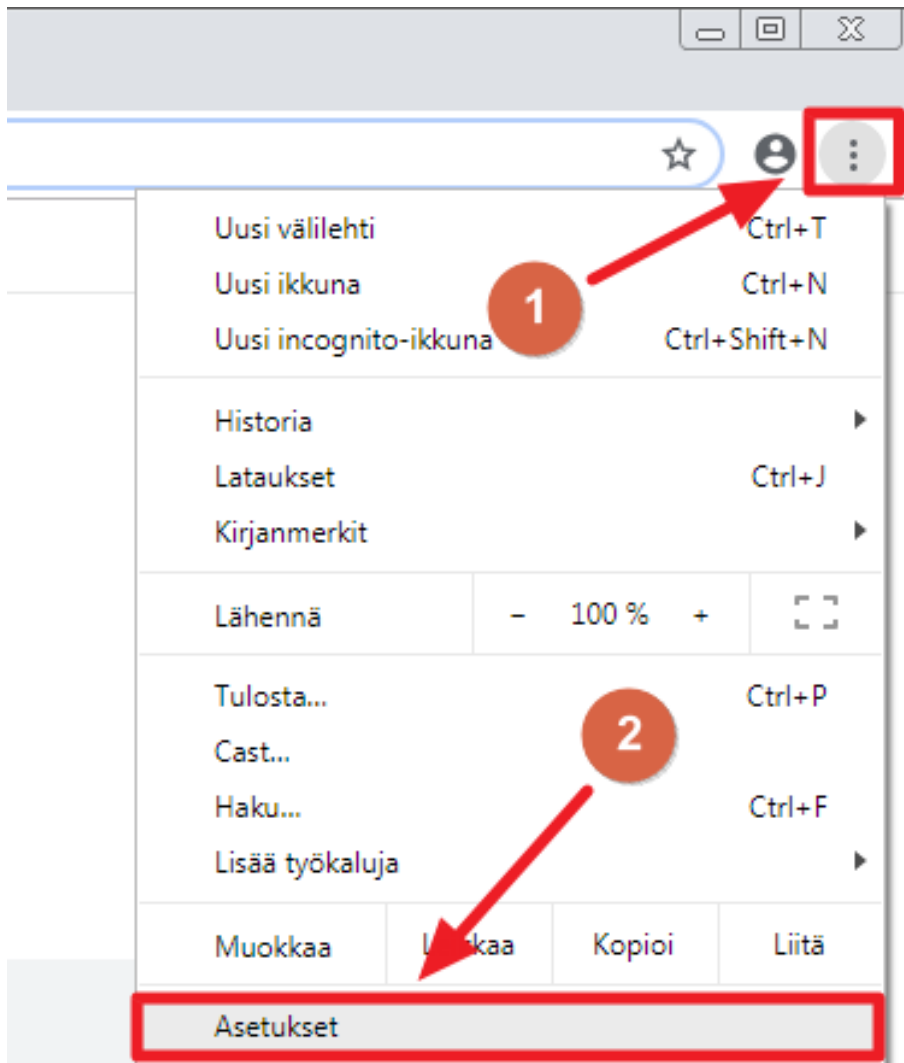 Uusi välilehti Ctrl+T
Uusi ikkuna Ctrl+N
1
Uusi incognito-ikkuna Ctrl+Shift+N
Historia
Lataukset Ctrl+J
Kirjanmerkit
Lähennä - 100 % +
Tulosta... Ctrl+P
2
Cast...
Haku... Ctrl+F
Lisää työkaluja
Muokkaa Kopioi Liitä
Asetukset